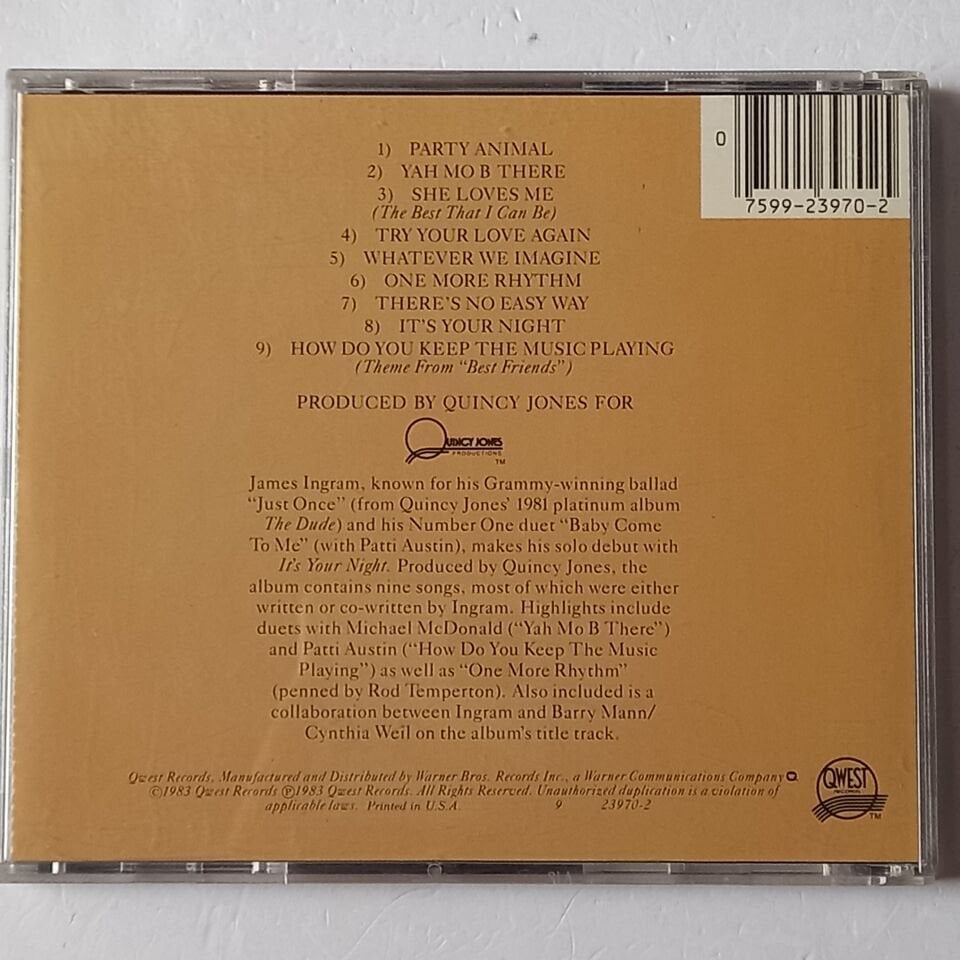 1) PARTY ANIMAL
2) YAH MO B THERE
3) SHE LOVES ME
(The Best That I Can Be)
4) TRY YOUR LOVE AGAIN
5) WHATEVER WE IMAGINE
6) ONE MORE RHYTHM
7) THERE'S NO EASY WAY
8) IT'S YOUR NIGHT
9) HOW DO YOU KEEP THE MUSIC PLAYING
(Theme From "Best Friends")
0
7599-23970-2
PRODUCED BY QUINCY JONES FOR
QUINCY JONES
PRODUCTIONS
TM
James Ingram, known for his Grammy-winning ballad
"Just Once" (from Quincy Jones' 1981 platinum album
The Dude) and his Number One duet "Baby Come
To Me" (with Patti Austin), makes his solo debut with
It's Your Night. Produced by Quincy Jones, the
album contains nine songs, most of which were either
written or co-written by Ingram. Highlights include
duets with Michael McDonald ("Yah Mo B There")
and Patti Austin ("How Do You Keep The Music
Playing") as well as "One More Rhythm"
(penned by Rod Temperton). Also included is a
collaboration between Ingram and Barry Mann/
Cynthia Weil on the album's title track.
Qwest Records, Manufactured and Distributed by Warner Bros. Records Inc., a Warner Communications Company
©1983 Qwest Records ℗1983 Qwest Records. All Rights Reserved. Unauthorized duplication is a violation of
applicable laws. Printed in U.S.A. 9 23970-2
QWEST
RECORDS
TM